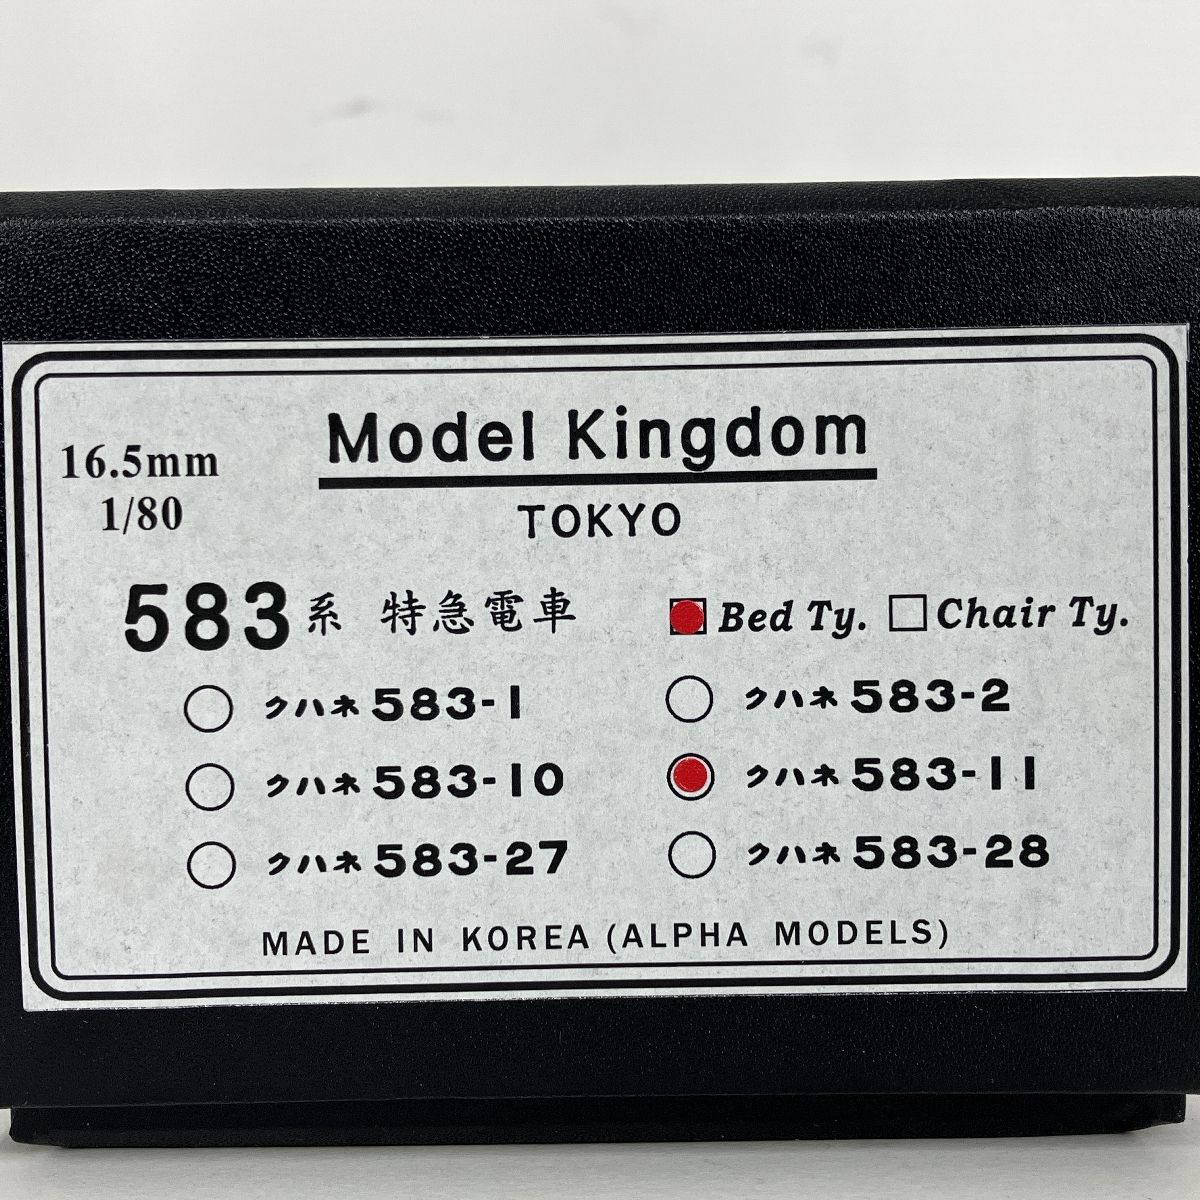 16.5mm
1/80
Model Kingdom
TOKYO
583系 特急電車
Bed Ty. Chair Ty.
クハネ583-1 クハネ583-2
クハネ583-10 クハネ583-11
クハネ583-27 クハネ583-28
MADE IN KOREA (ALPHA MODELS)